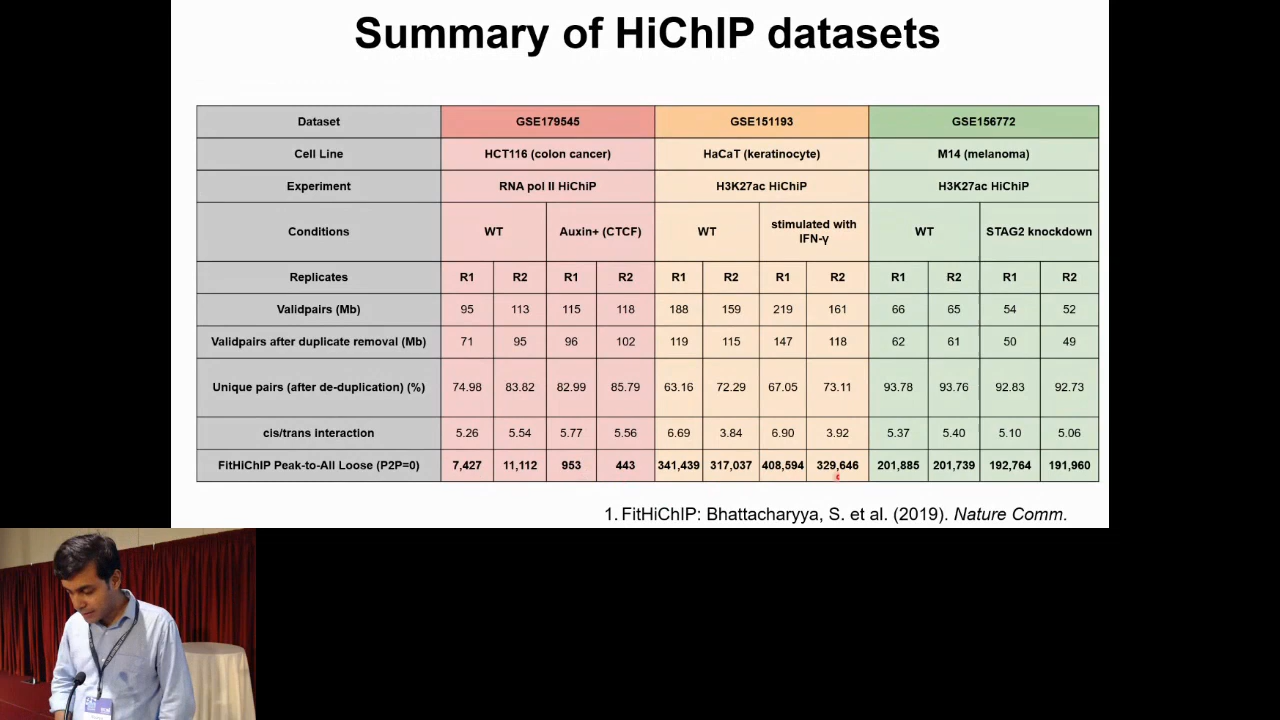 Summary of HiChIP datasets
Dataset GSE179545 GSE151193 GSE156772
Cell Line HCT116 (colon cancer) HaCaT (keratinocyte) M14 (melanoma)
Experiment RNA pol II HiChiP H3K27ac HiChiP H3K27ac HiChiP
Conditions WT Auxin+ (CTCF) WT stimulated with IFN-γ WT STAG2 knockdown
Replicates R1 R2 R1 R2 R1 R2 R1 R2 R1 R2 R1 R2
Validpairs (Mb) 95 113 115 118 188 159 219 161 66 65 54 52
Validpairs after duplicate removal (Mb) 71 95 96 102 119 115 147 118 62 61 50 49
Unique pairs (after de-duplication) (%) 74.98 83.82 82.99 85.79 63.16 72.29 67.05 73.11 93.78 93.76 92.83 92.73
cis/trans interaction 5.26 5.54 5.77 5.56 6.69 3.84 6.90 3.92 5.37 5.40 5.10 5.06
FitHiChIP Peak-to-All Loose (P2P=0) 7,427 11,112 953 443 341,439 317,037 408,594 329,646 201,885 201,739 192,764 191,960
1. FitHiChIP: Bhattacharyya, S. et al. (2019). Nature Comm.